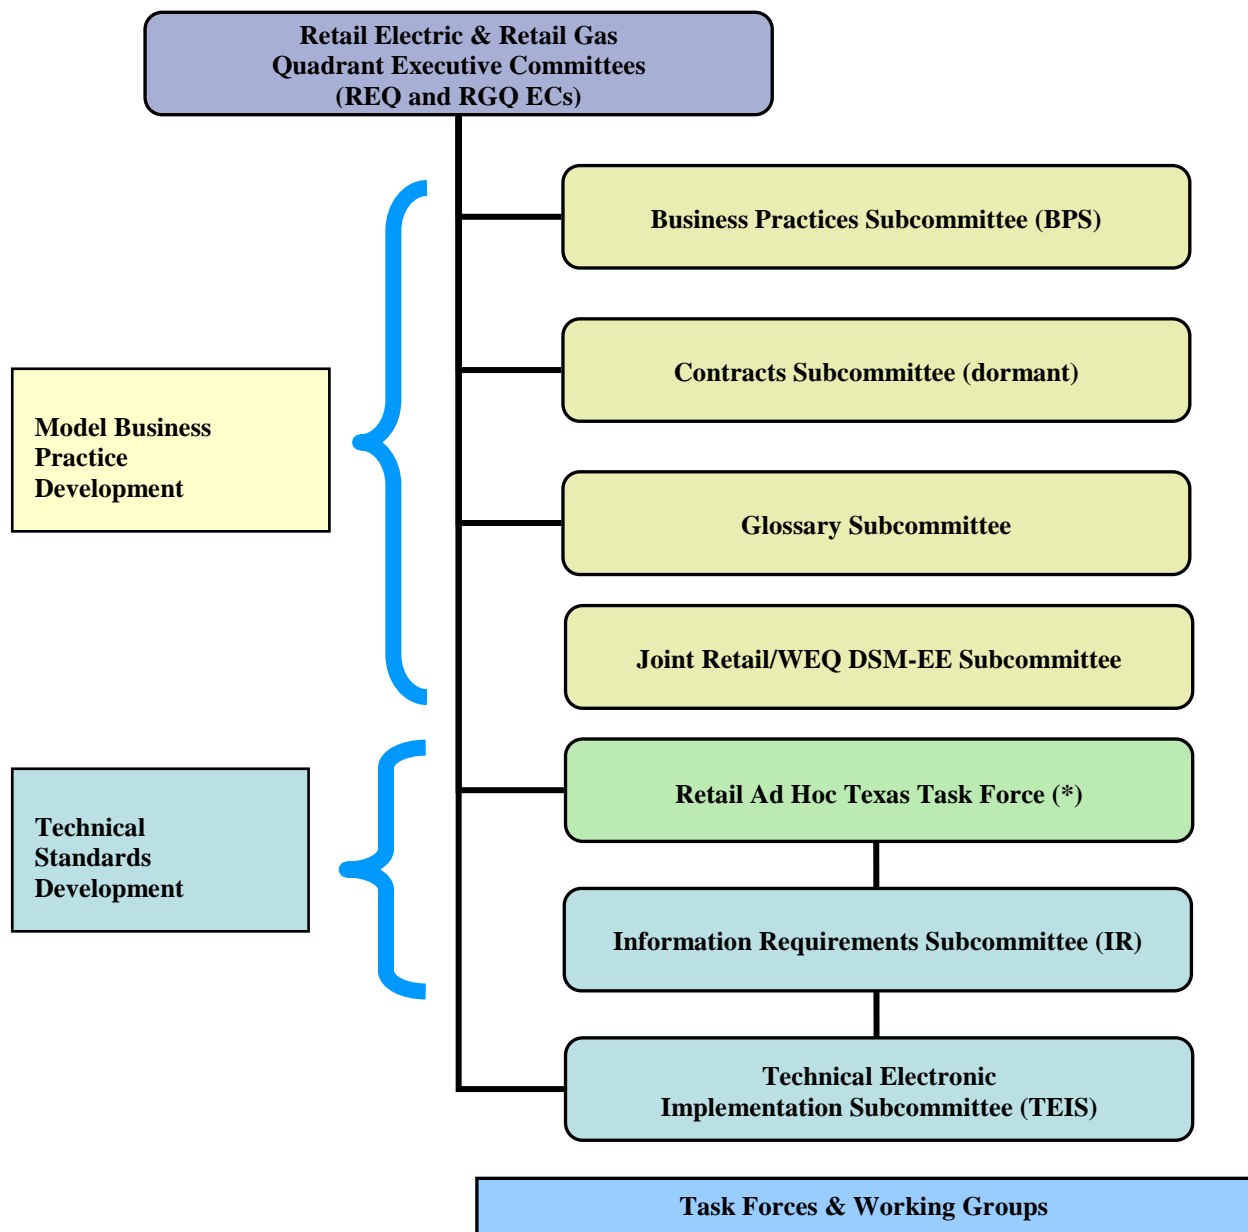 Retail Electric & Retail Gas
Quadrant Executive Committees
(REQ and RGQ ECs)
Business Practices Subcommittee (BPS)
Contracts Subcommittee (dormant)
Model Business
Practice
Development
Glossary Subcommittee
Joint Retail/WEQ DSM-EE Subcommittee
Retail Ad Hoc Texas Task Force (*)
Technical
Standards
Development
Information Requirements Subcommittee (IR)
Technical Electronic
Implementation Subcommittee (TEIS)
Task Forces & Working Groups